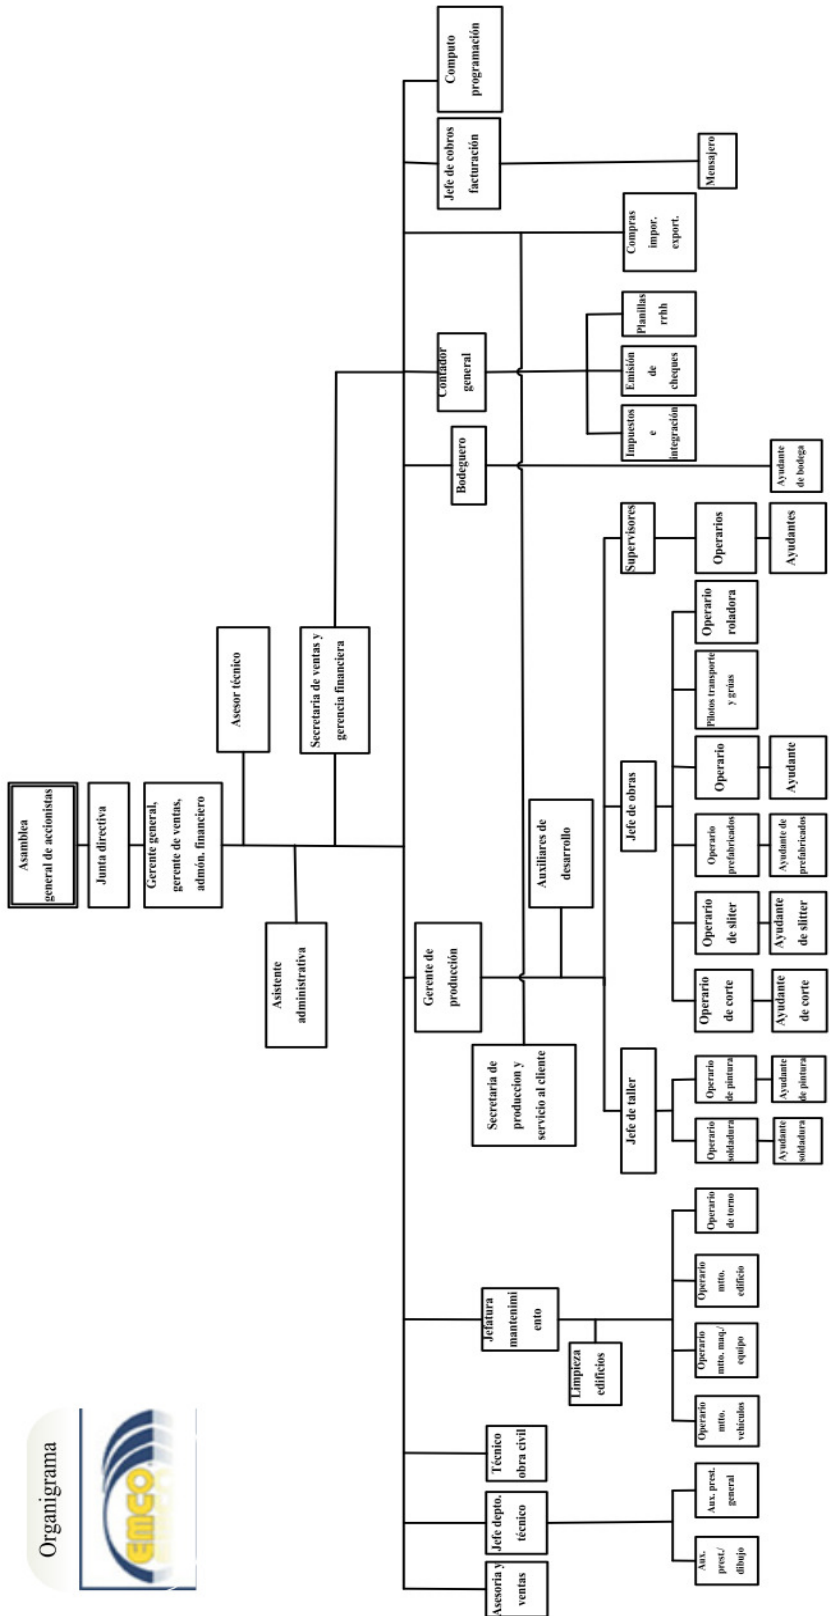 Organigrama
EMCO
Asamblea
general de accionistas
Junta directiva
Gerente general,
gerente de ventas,
admón. financiero
Asesor técnico
Asistente
administrativa
Secretaria de ventas y
gerencia financiera
Asesoria y
ventas
Jefe depto.
técnico
Técnico
obra civil
Jefatura
mantenimi
ento
Gerente de
producción
Bodeguero
Contador
general
Jefe de cobros
facturación
Computo
programación
Secretaria de
produccion y
servicio al cliente
Auxiliares de
desarrollo
Limpieza
edificios
Jefe de taller
Jefe de obras
Supervisores
Impuestos
e
integración
Emisión
de
cheques
Planillas
rrhh
Compras
impor.
export.
Mensajero
Aux.
prest./
dibujo
Aux. prest.
general
Operario
mtto.
vehículos
Operario
mtto. maq./
equipo
Operario
mtto.
edificio
Operario
de torno
Operario
soldadura
Operario
de pintura
Operario
de corte
Operario
de sliter
Operario
prefabricados
Operario
Pilotos transporte
y grúas
Operario
roladora
Operarios
Ayudante
soldadura
Ayudante
de pintura
Ayudante
de corte
Ayudante
de slitter
Ayudante de
prefabricados
Ayudante
Ayudantes
Ayudante
de bodega